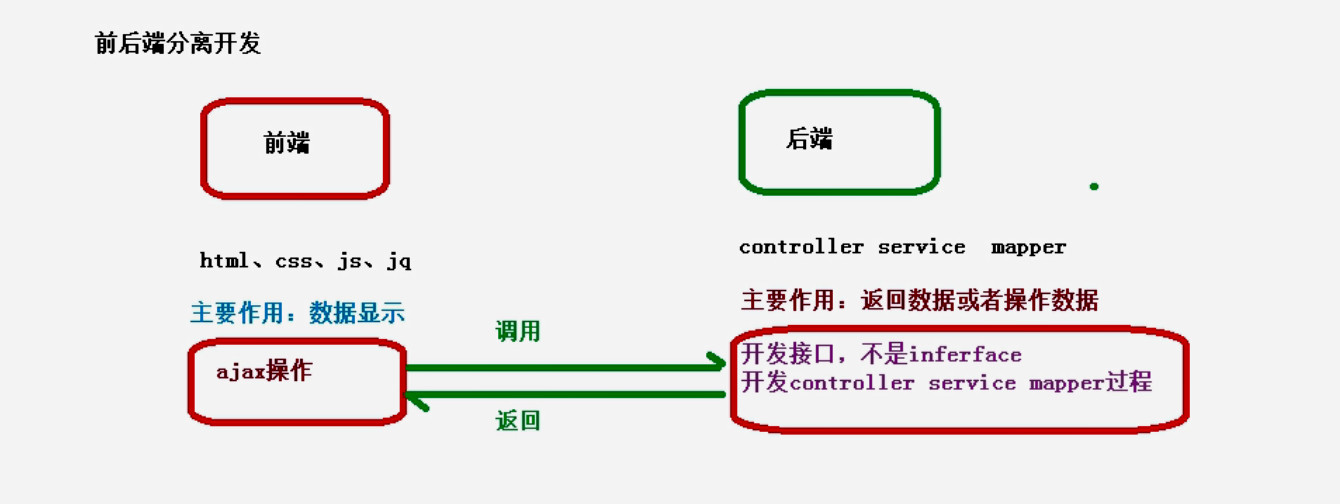 前后端分离开发
前端
后端
html、css、js、jq
controller service mapper
主要作用：数据显示
主要作用：返回数据或者操作数据
调用
ajax操作
开发接口，不是inferface
开发controller service mapper过程
返回